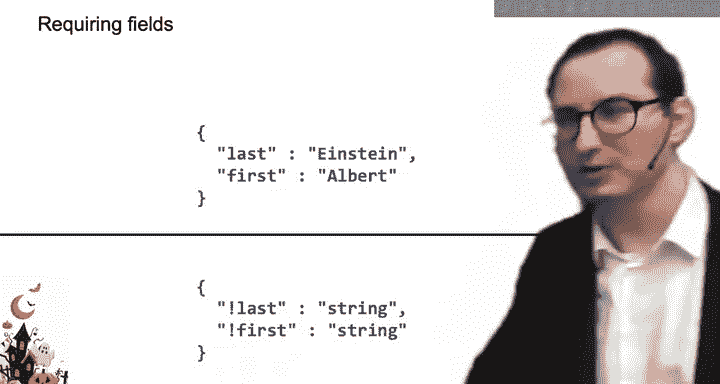 Requiring fields
{
"last" : "Einstein",
"first" : "Albert"
}
{
"!last" : "string",
"!first" : "string"
}